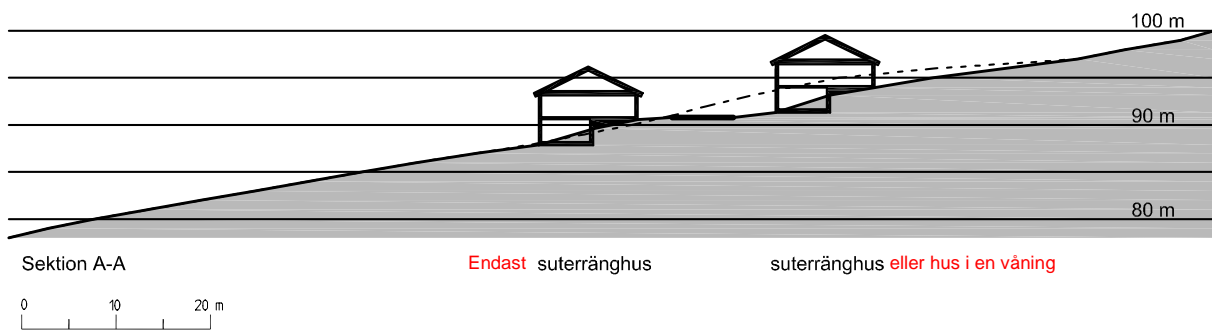 100 m
90 m
80 m
Sektion A-A
Endast suterränghus
suterränghus eller hus i en våning
0 10 20 m